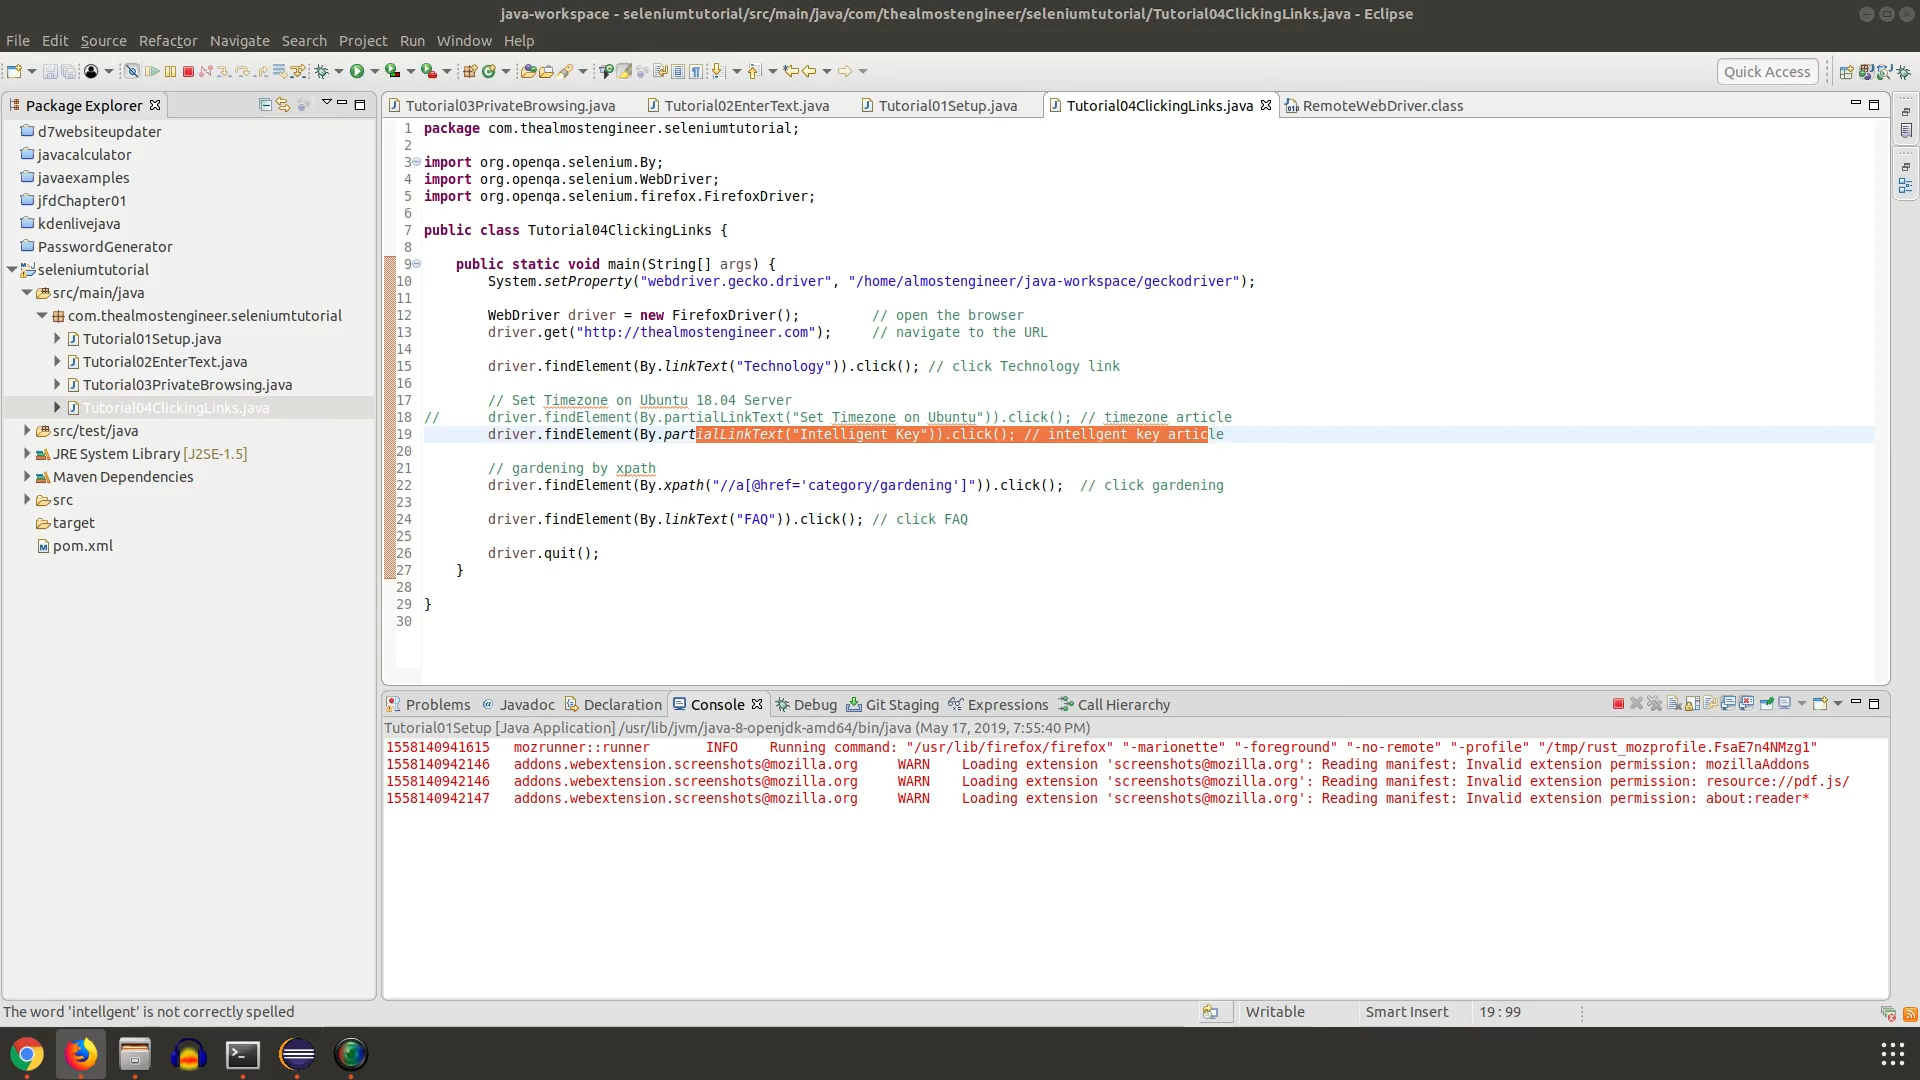 java-workspace - seleniumtutorial/src/main/java/com/thealmostengineer/seleniumtutorial/Tutorial04ClickingLinks.java - Eclipse
File Edit Source Refactor Navigate Search Project Run Window Help
Quick Access
Package Explorer
d7websiteupdater
javacalculator
javaexamples
jfdChapter01
kdenlivejava
PasswordGenerator
seleniumtutorial
src/main/java
com.thealmostengineer.seleniumtutorial
Tutorial01Setup.java
Tutorial02EnterText.java
Tutorial03PrivateBrowsing.java
Tutorial04ClickingLinks.java
src/test/java
JRE System Library [J2SE-1.5]
Maven Dependencies
src
target
pom.xml
Tutorial03PrivateBrowsing.java Tutorial02EnterText.java Tutorial01Setup.java Tutorial04ClickingLinks.java RemoteWebDriver.class
1 package com.thealmostengineer.seleniumtutorial;
2
3 import org.openqa.selenium.By;
4 import org.openqa.selenium.WebDriver;
5 import org.openqa.selenium.firefox.FirefoxDriver;
6
7 public class Tutorial04ClickingLinks {
8
9 public static void main(String[] args) {
10 System.setProperty("webdriver.gecko.driver", "/home/almostengineer/java-workspace/geckodriver");
11
12 WebDriver driver = new FirefoxDriver(); // open the browser
13 driver.get("http://thealmostengineer.com"); // navigate to the URL
14
15 driver.findElement(By.linkText("Technology")).click(); // click Technology link
16
17 // Set Timezone on Ubuntu 18.04 Server
18 // driver.findElement(By.partialLinkText("Set Timezone on Ubuntu")).click(); // timezone article
19 driver.findElement(By.partialLinkText("Intelligent Key")).click(); // intellgent key article
20
21 // gardening by xpath
22 driver.findElement(By.xpath("//a[@href='category/gardening']")).click(); // click gardening
23
24 driver.findElement(By.linkText("FAQ")).click(); // click FAQ
25
26 driver.quit();
27 }
28
29 }
30
Problems Javadoc Declaration Console Debug Git Staging Expressions Call Hierarchy
Tutorial01Setup [Java Application] /usr/lib/jvm/java-8-openjdk-amd64/bin/java (May 17, 2019, 7:55:40 PM)
1558140941615 mozrunner::runner INFO Running command: "/usr/lib/firefox/firefox" "-marionette" "-foreground" "-no-remote" "-profile" "/tmp/rust_mozprofile.FsaE7n4NMzg1"
1558140942146 addons.webextension.screenshots@mozilla.org WARN Loading extension 'screenshots@mozilla.org': Reading manifest: Invalid extension permission: mozillaAddons
1558140942146 addons.webextension.screenshots@mozilla.org WARN Loading extension 'screenshots@mozilla.org': Reading manifest: Invalid extension permission: resource://pdf.js/
1558140942147 addons.webextension.screenshots@mozilla.org WARN Loading extension 'screenshots@mozilla.org': Reading manifest: Invalid extension permission: about:reader*
The word 'intellgent' is not correctly spelled Writable Smart Insert 19 : 99